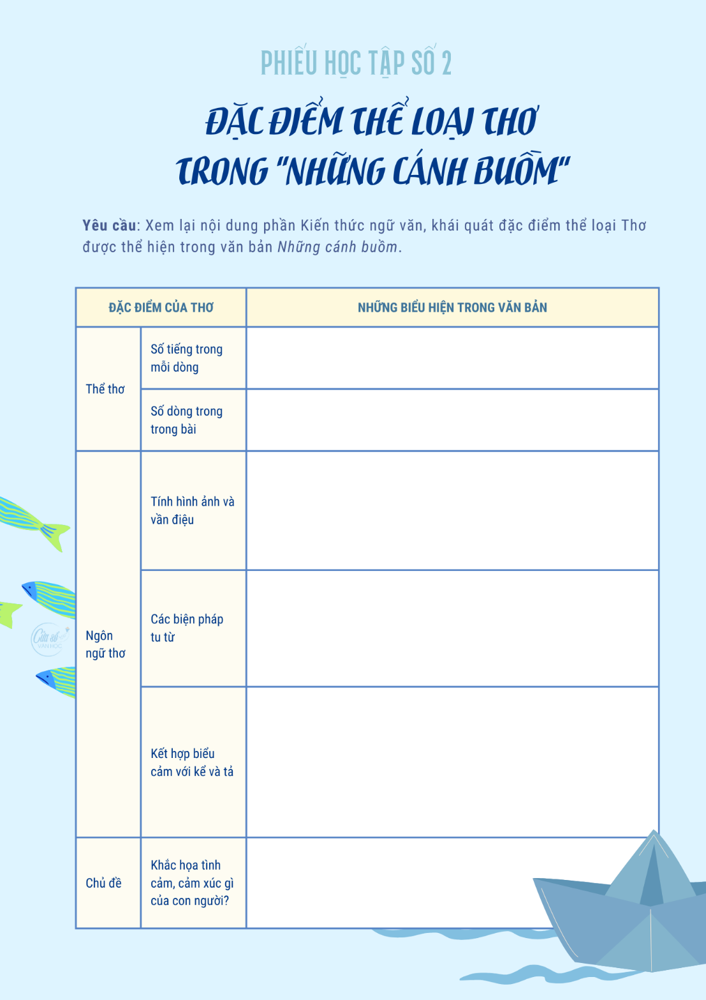 PHIẾU HỌC TẬP SỐ 2
ĐẶC ĐIỂM THỂ LOẠI THƠ
TRONG "NHỮNG CÁNH BUỒM"
Yêu cầu: Xem lại nội dung phần Kiến thức ngữ văn, khái quát đặc điểm thể loại Thơ
được thể hiện trong văn bản Những cánh buồm.
ĐẶC ĐIỂM CỦA THƠ
NHỮNG BIỂU HIỆN TRONG VĂN BẢN
Thể thơ
Số tiếng trong
mỗi dòng
Số dòng trong
trong bài
Ngôn
ngữ thơ
Tính hình ảnh và
vần điệu
Các biện pháp
tu từ
Kết hợp biểu
cảm với kể và tả
Chủ đề
Khắc họa tình
cảm, cảm xúc gì
của con người?
Cửa sổ
VĂN HỌC